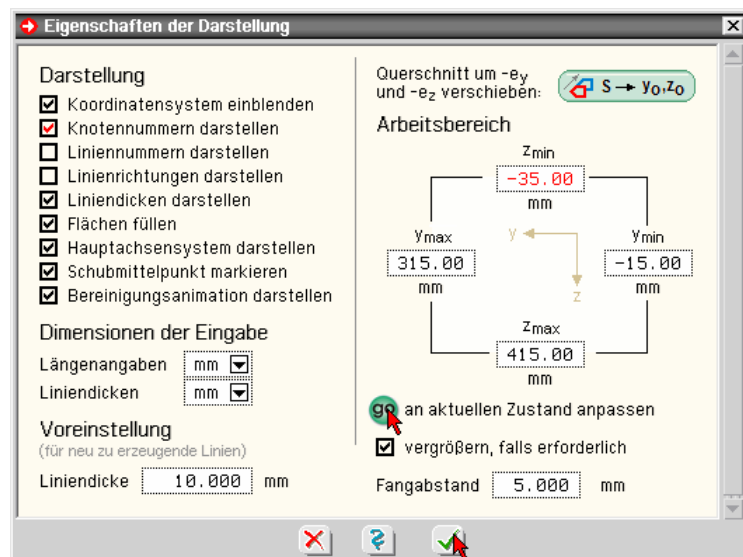 Eigenschaften der Darstellung
Darstellung
Koordinatensystem einblenden
Knotennummern darstellen
Liniennummern darstellen
Linienrichtungen darstellen
Liniendicken darstellen
Flächen füllen
Hauptachsensystem darstellen
Schubmittelpunkt markieren
Bereinigungsanimation darstellen
Dimensionen der Eingabe
Längenangaben mm
Liniendicken mm
Voreinstellung
(für neu zu erzeugende Linien)
Liniendicke 10.000 mm
Querschnitt um -ey
und -ez verschieben: S → yo,zo
Arbeitsbereich
zmin
-35.00
mm
ymax y ymin
315.00 -15.00
mm z mm
zmax
415.00
mm
go an aktuellen Zustand anpassen
vergrößern, falls erforderlich
Fangabstand 5.000 mm